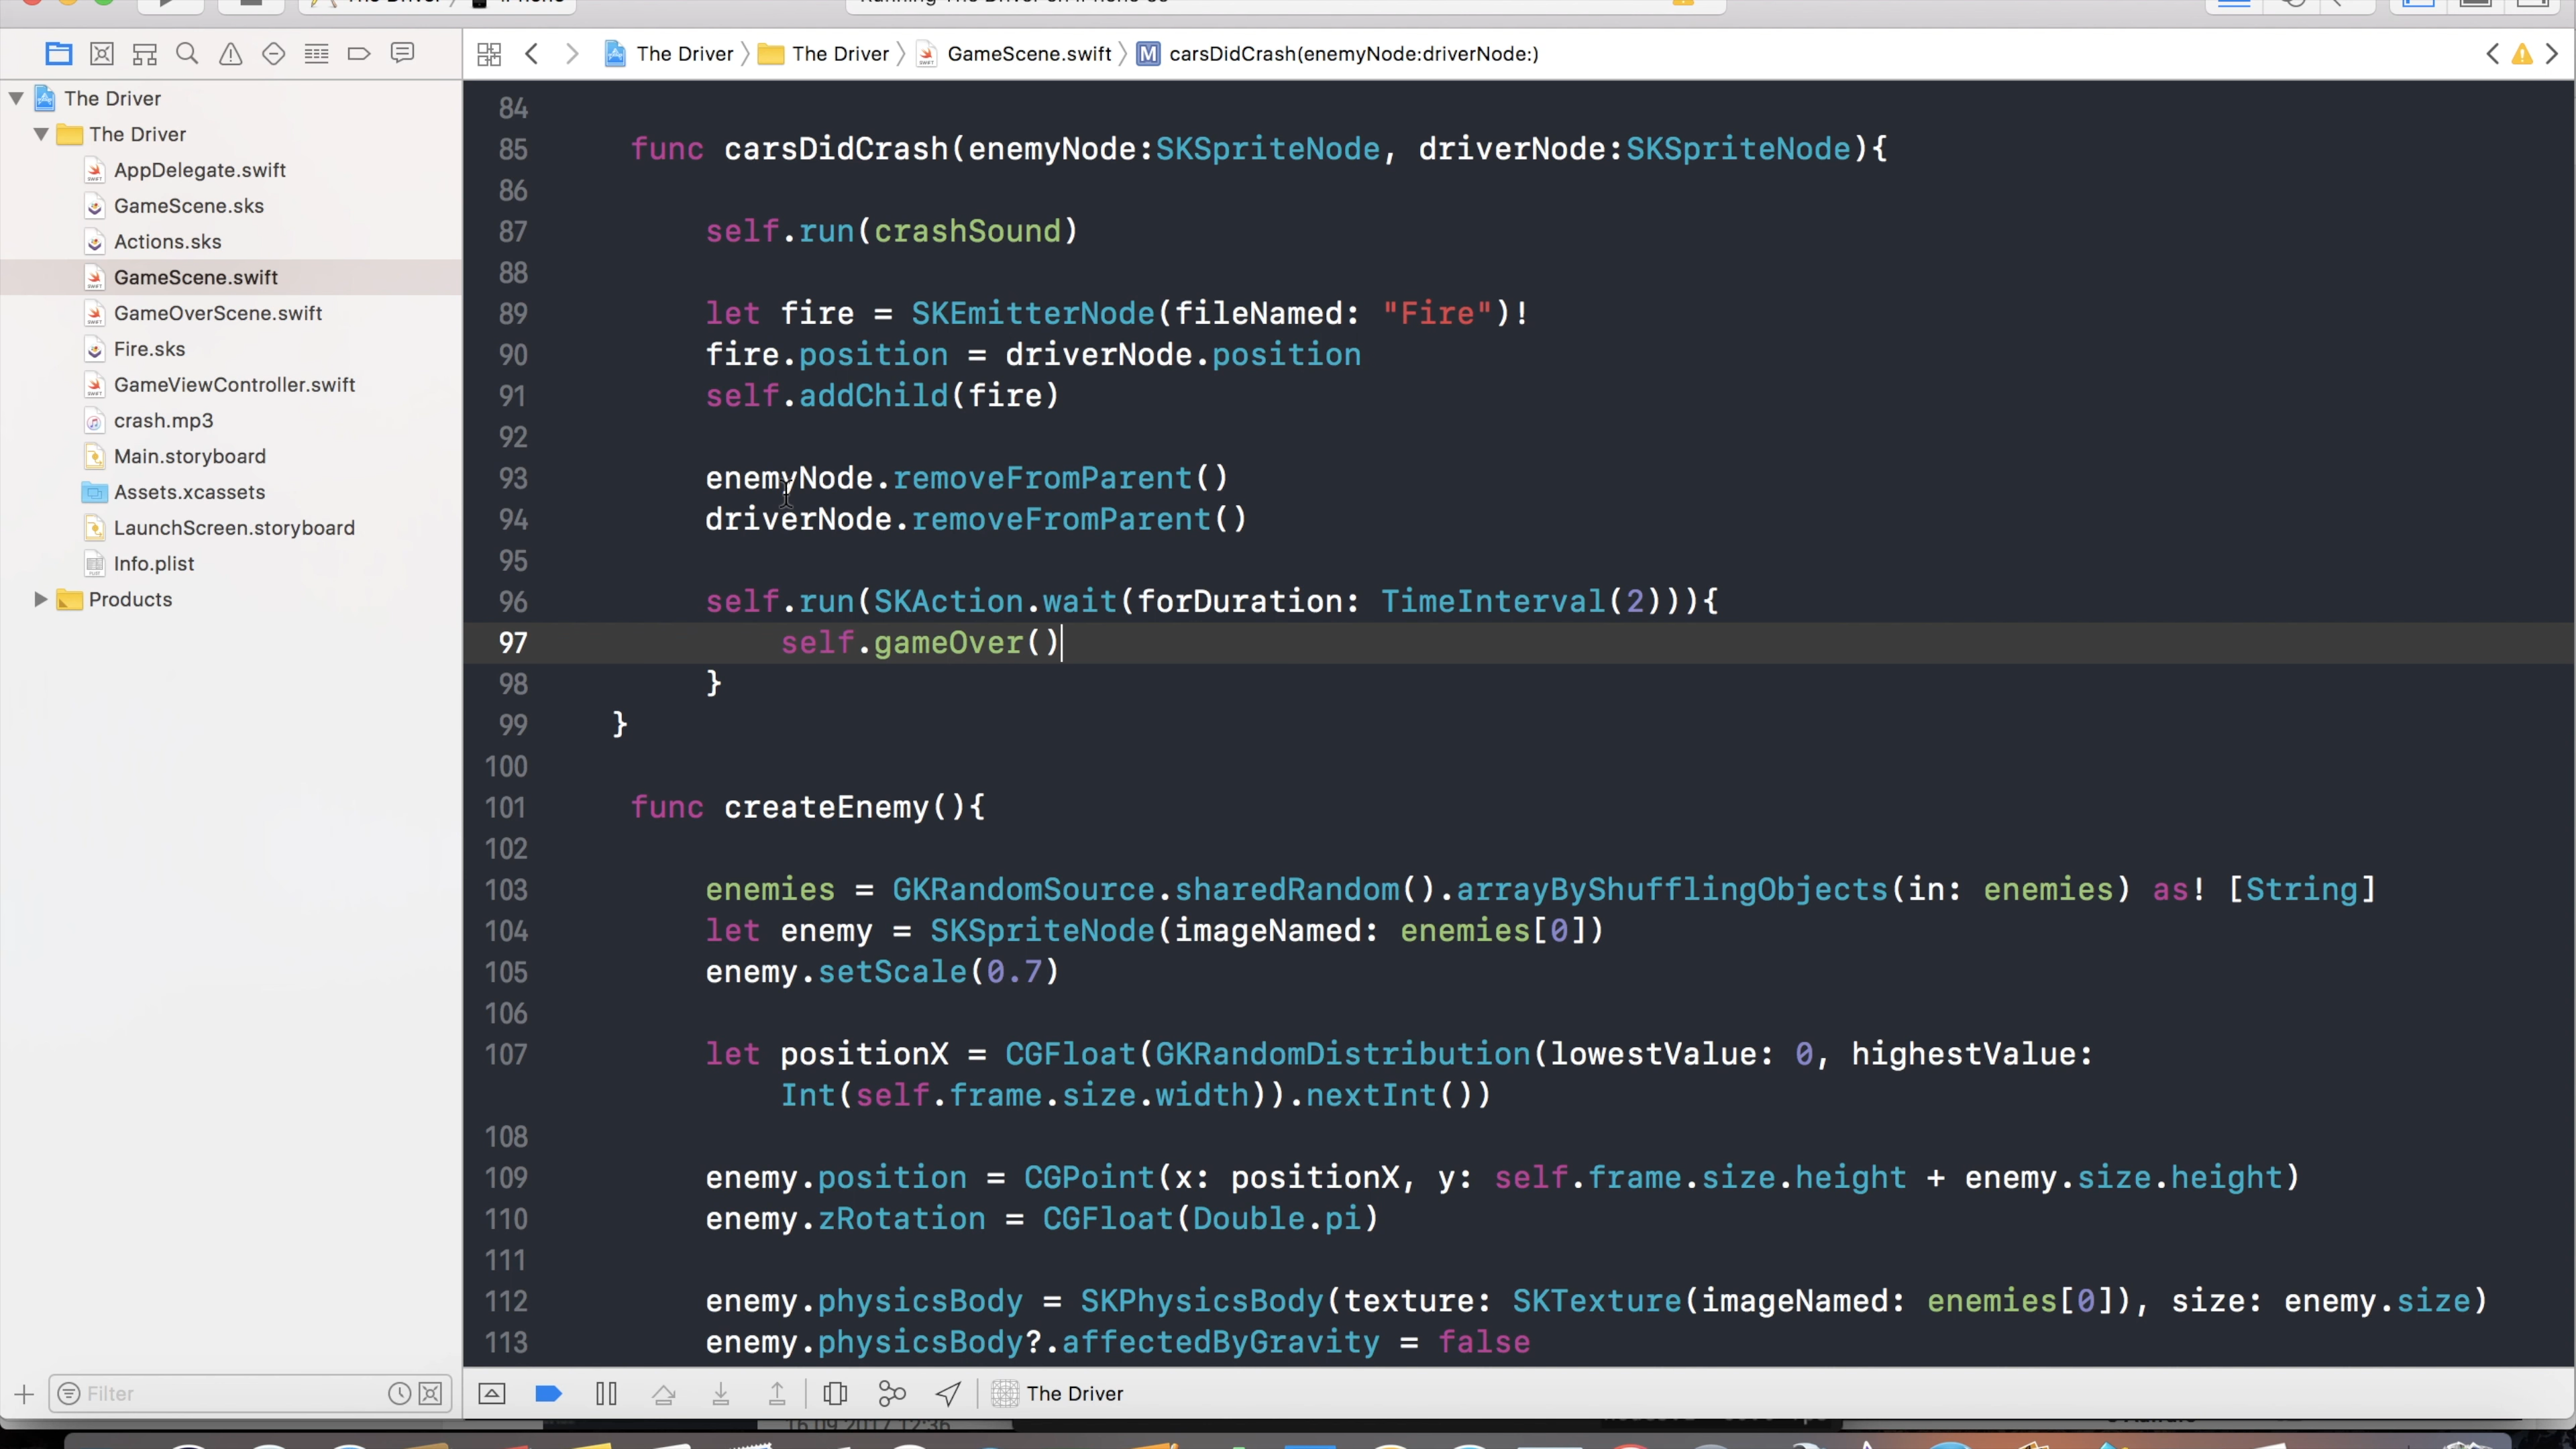 The Driver
iPhone
The Driver The Driver GameScene.swift M carsDidCrash(enemyNode:driverNode:)
The Driver
The Driver
AppDelegate.swift
GameScene.sks
Actions.sks
GameScene.swift
GameOverScene.swift
Fire.sks
GameViewController.swift
crash.mp3
Main.storyboard
Assets.xcassets
LaunchScreen.storyboard
Info.plist
Products
Filter
84
85 func carsDidCrash(enemyNode:SKSpriteNode, driverNode:SKSpriteNode){
86
87 self.run(crashSound)
88
89 let fire = SKEmitterNode(fileNamed: "Fire")!
90 fire.position = driverNode.position
91 self.addChild(fire)
92
93 enemyNode.removeFromParent()
94 driverNode.removeFromParent()
95
96 self.run(SKAction.wait(forDuration: TimeInterval(2))){
97 self.gameOver()
98 }
99 }
100
101 func createEnemy(){
102
103 enemies = GKRandomSource.sharedRandom().arrayByShufflingObjects(in: enemies) as! [String]
104 let enemy = SKSpriteNode(imageNamed: enemies[0])
105 enemy.setScale(0.7)
106
107 let positionX = CGFloat(GKRandomDistribution(lowestValue: 0, highestValue:
Int(self.frame.size.width)).nextInt())
108
109 enemy.position = CGPoint(x: positionX, y: self.frame.size.height + enemy.size.height)
110 enemy.zRotation = CGFloat(Double.pi)
111
112 enemy.physicsBody = SKPhysicsBody(texture: SKTexture(imageNamed: enemies[0]), size: enemy.size)
113 enemy.physicsBody?.affectedByGravity = false
The Driver
16.09.2017 12:36